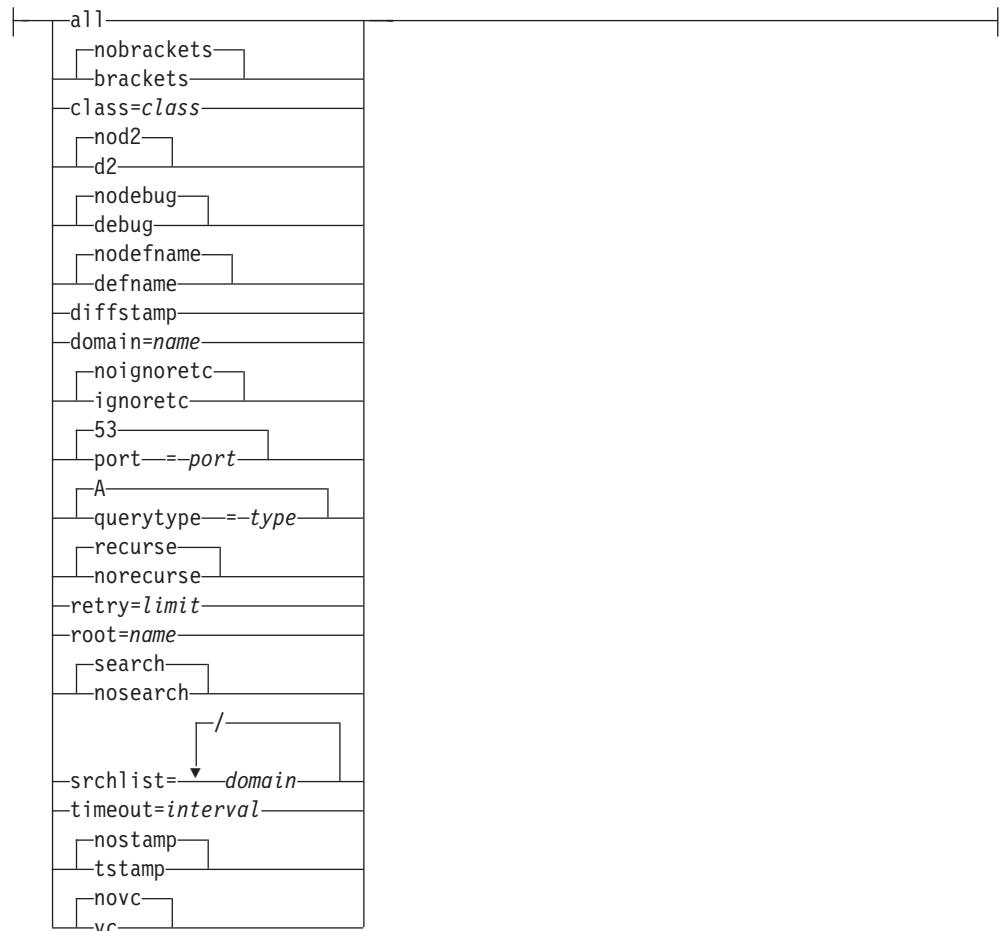 all
nobrackets
brackets
class=class
nod2
d2
nodebug
debug
nodefname
defname
diffstamp
domain=name
noignoretc
ignoretc
53
port = port
A
querytype = type
recurse
norecurse
retry=limit
root=name
search
nosearch
/
srchlist= domain
timeout=interval
nostamp
tstamp
novc
vc